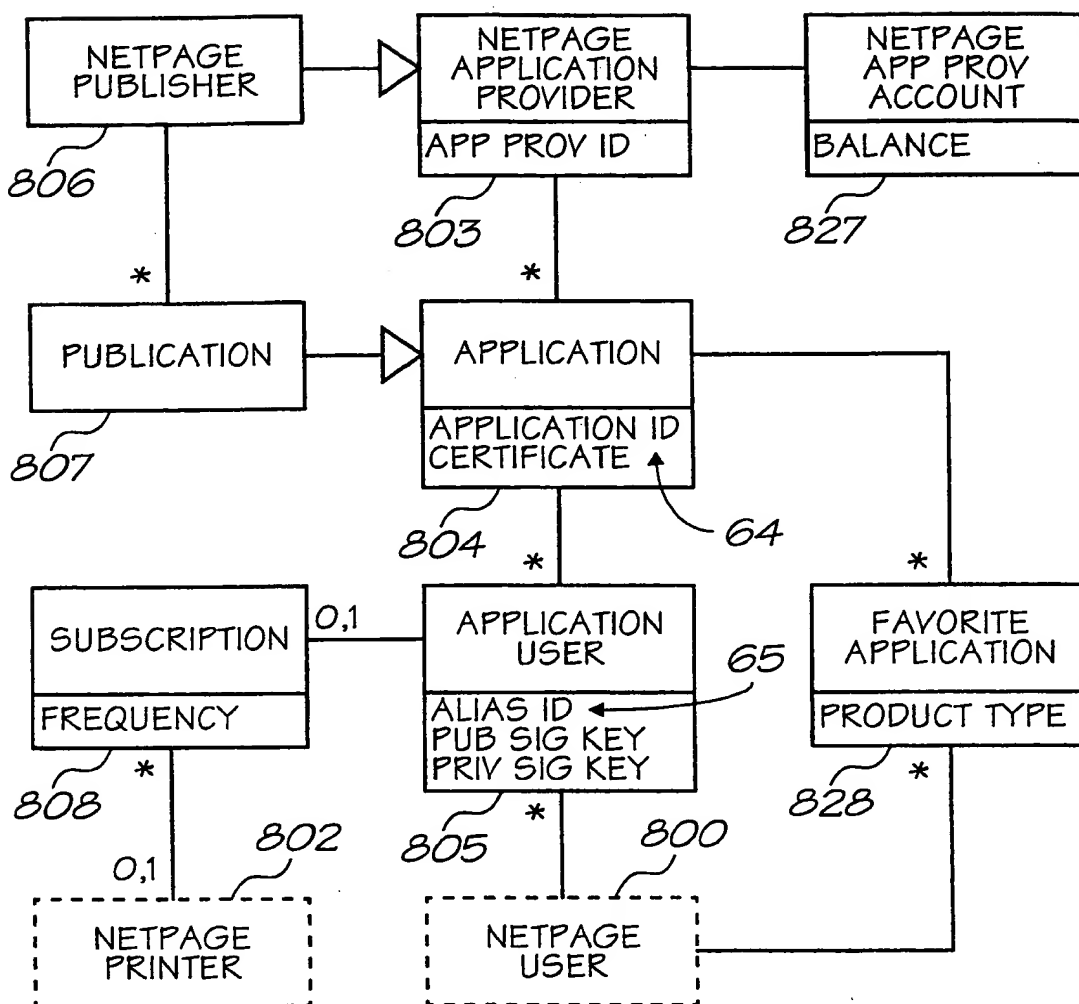 NETPAGE
PUBLISHER
806
NETPAGE
APPLICATION
PROVIDER
APP PROV ID
803
NETPAGE
APP PROV
ACCOUNT
BALANCE
827
*
*
PUBLICATION
807
APPLICATION
APPLICATION ID
CERTIFICATE
804
64
*
*
SUBSCRIPTION
FREQUENCY
808
0,1
APPLICATION
USER
ALIAS ID
PUB SIG KEY
PRIV SIG KEY
805
65
FAVORITE
APPLICATION
PRODUCT TYPE
828
*
*
*
0,1
802
NETPAGE
PRINTER
800
NETPAGE
USER